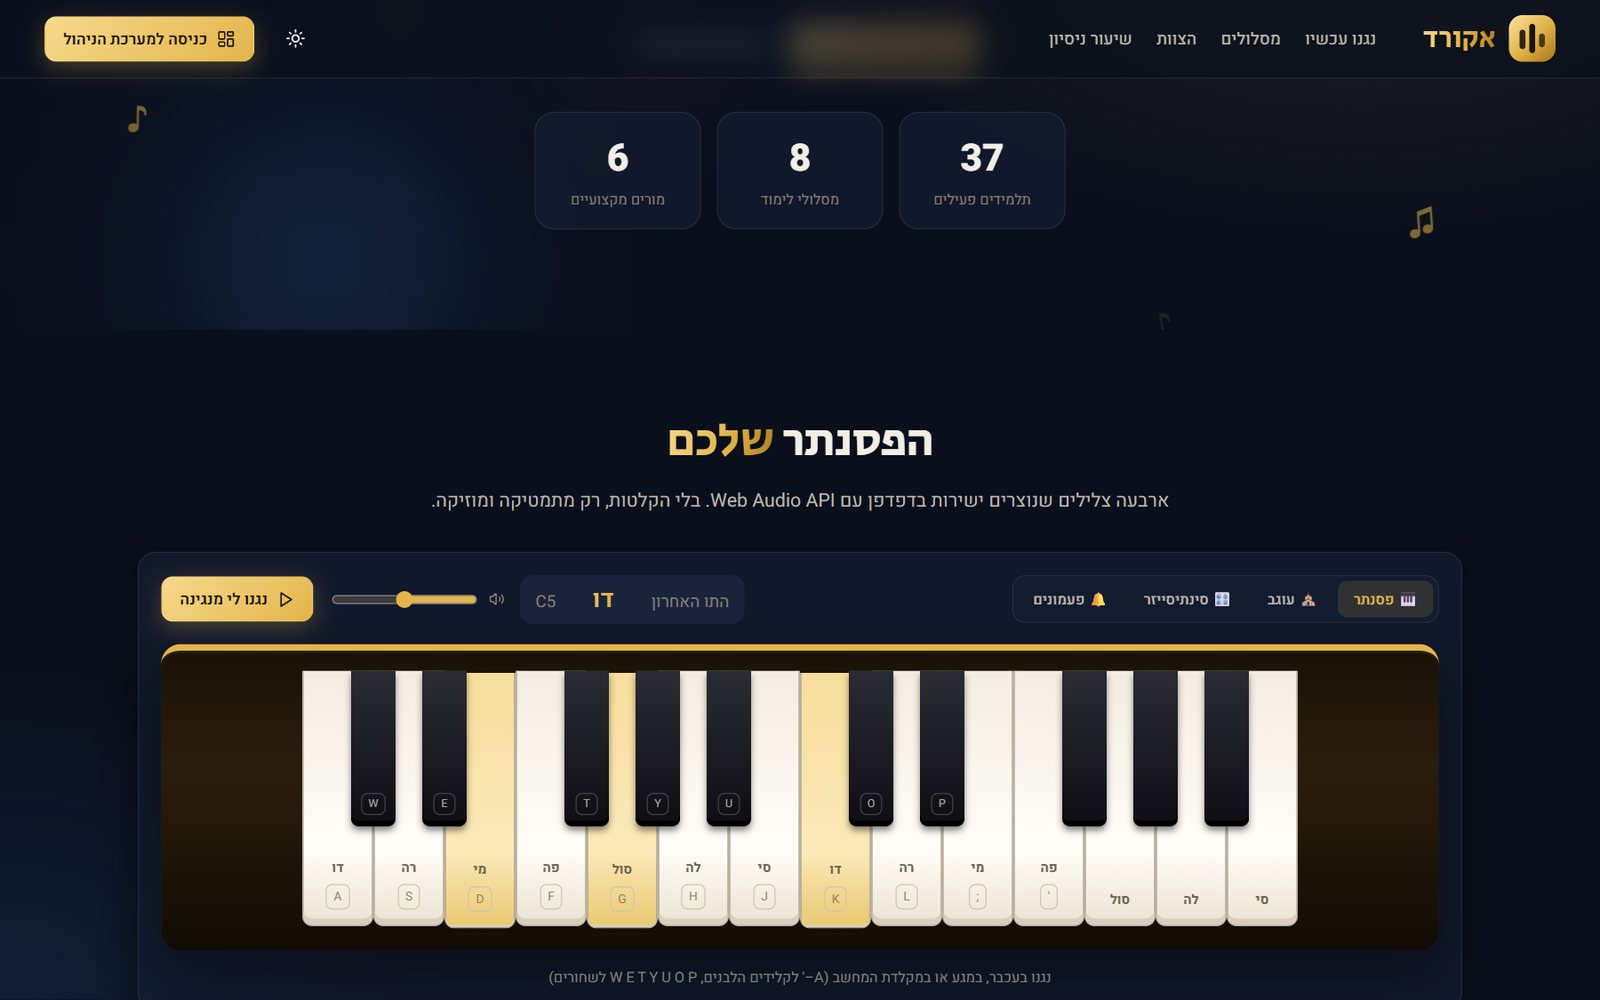 אקורד
נגנו עכשיו
מסלולים
הצוות
שיעור ניסיון
כניסה למערכת הניהול
37
תלמידים פעילים
8
מסלולי לימוד
6
מורים מקצועיים
הפסנתר שלכם
ארבעה צלילים שנוצרים ישירות בדפדפן עם Web Audio API. בלי הקלטות, רק מתמטיקה ומוזיקה.
פסנתר
עוגב
סינתיסייזר
פעמונים
התו האחרון דו C5
נגנו לי מנגינה
W E T Y U O P
דו רה מי פה סול לה סי דו רה מי פה סול לה סי
A S D F G H J K L ; '
נגנו בעכבר, במגע או במקלדת המחשב (A–' לקלידים הלבנים, W E T Y U O P לשחורים)